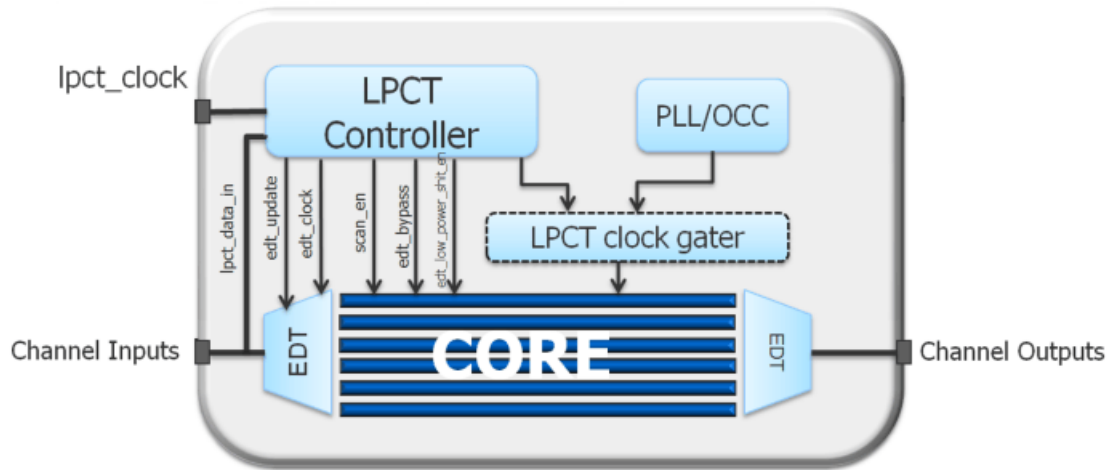 lpct_clock
LPCT
Controller
PLL/OCC
lpct_data_in
edt_update
edt_clock
scan_en
edt_bypass
edt_low_power_shit_en
LPCT clock gater
Channel Inputs
EDT
CORE
EDT
Channel Outputs